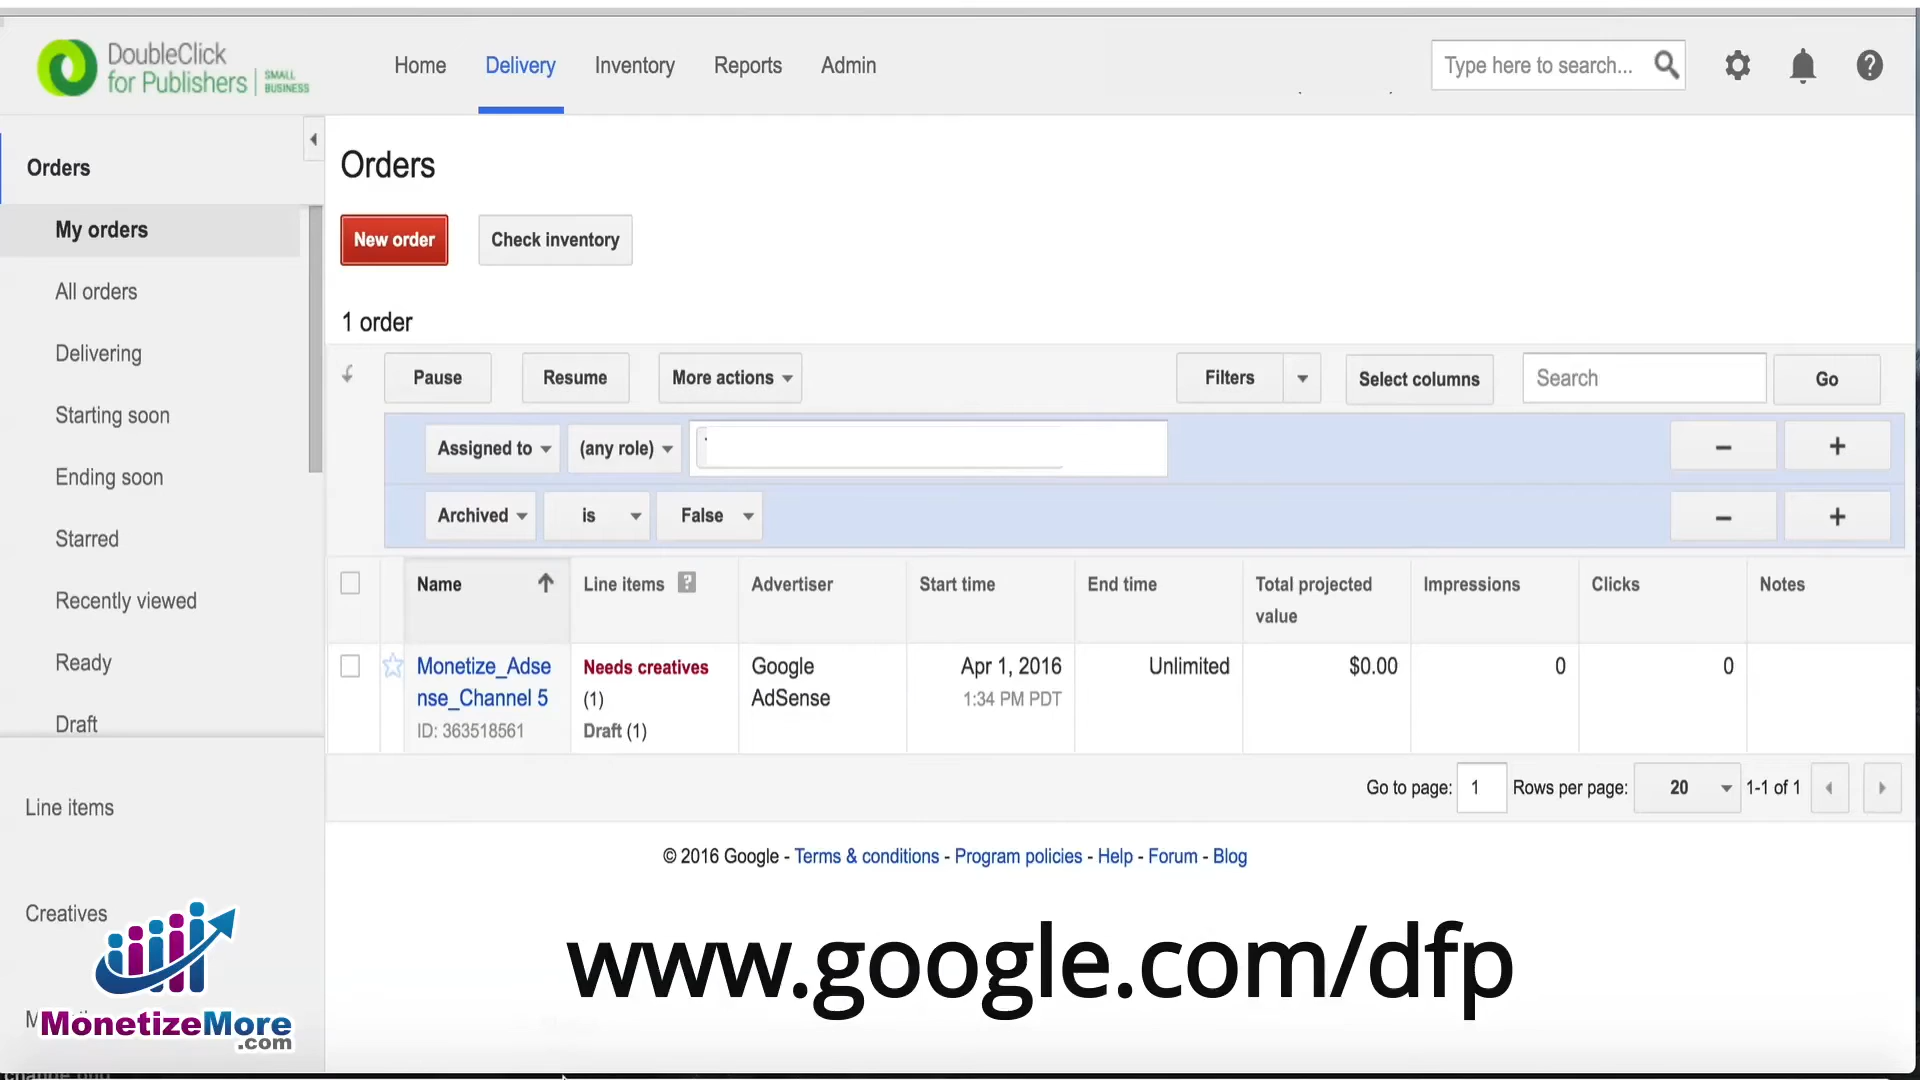 DoubleClick
for Publishers | SMALL BUSINESS
Home Delivery Inventory Reports Admin
Type here to search...
Orders
My orders
All orders
Delivering
Starting soon
Ending soon
Starred
Recently viewed
Ready
Draft
Line items
Creatives
MonetizeMore
.com
Orders
New order Check inventory
1 order
Pause Resume More actions Filters Select columns Search Go
Assigned to (any role) − +
Archived is False − +
Name Line items ? Advertiser Start time End time Total projected value Impressions Clicks Notes
Monetize_Adse Needs creatives Google Apr 1, 2016 Unlimited $0.00 0 0
nse_Channel 5 (1) AdSense 1:34 PM PDT
ID: 363518561 Draft (1)
Go to page: 1 Rows per page: 20 1-1 of 1
© 2016 Google - Terms & conditions - Program policies - Help - Forum - Blog
www.google.com/dfp